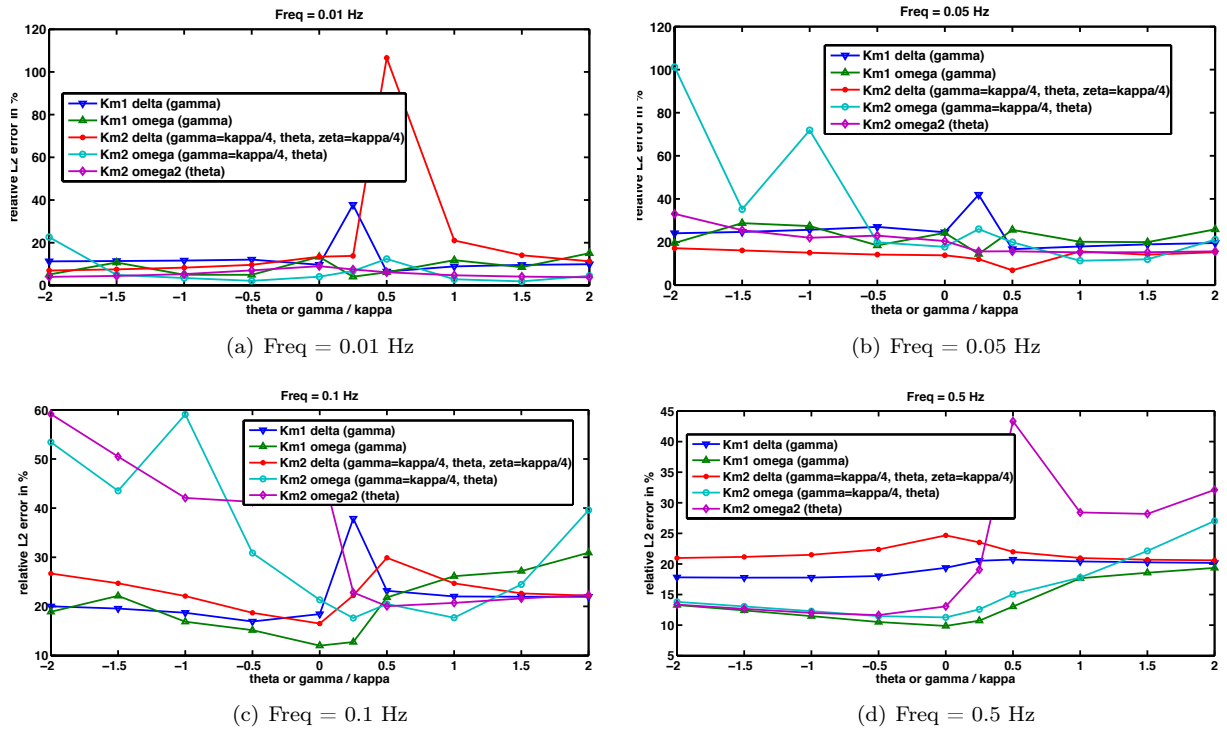 Freq = 0.01 Hz
120
100
80
60
40
20
0
relative L2 error in %
Km1 delta (gamma)
Km1 omega (gamma)
Km2 delta (gamma=kappa/4, theta, zeta=kappa/4)
Km2 omega (gamma=kappa/4, theta)
Km2 omega2 (theta)
−2 −1.5 −1 −0.5 0 0.5 1 1.5 2
theta or gamma / kappa
(a) Freq = 0.01 Hz
Freq = 0.05 Hz
120
100
80
60
40
20
0
relative L2 error in %
Km1 delta (gamma)
Km1 omega (gamma)
Km2 delta (gamma=kappa/4, theta, zeta=kappa/4)
Km2 omega (gamma=kappa/4, theta)
Km2 omega2 (theta)
−2 −1.5 −1 −0.5 0 0.5 1 1.5 2
theta or gamma / kappa
(b) Freq = 0.05 Hz
Freq = 0.1 Hz
60
50
40
30
20
10
relative L2 error in %
Km1 delta (gamma)
Km1 omega (gamma)
Km2 delta (gamma=kappa/4, theta, zeta=kappa/4)
Km2 omega (gamma=kappa/4, theta)
Km2 omega2 (theta)
−2 −1.5 −1 −0.5 0 0.5 1 1.5 2
theta or gamma / kappa
(c) Freq = 0.1 Hz
Freq = 0.5 Hz
45
40
35
30
25
20
15
10
5
relative L2 error in %
Km1 delta (gamma)
Km1 omega (gamma)
Km2 delta (gamma=kappa/4, theta, zeta=kappa/4)
Km2 omega (gamma=kappa/4, theta)
Km2 omega2 (theta)
−2 −1.5 −1 −0.5 0 0.5 1 1.5 2
theta or gamma / kappa
(d) Freq = 0.5 Hz